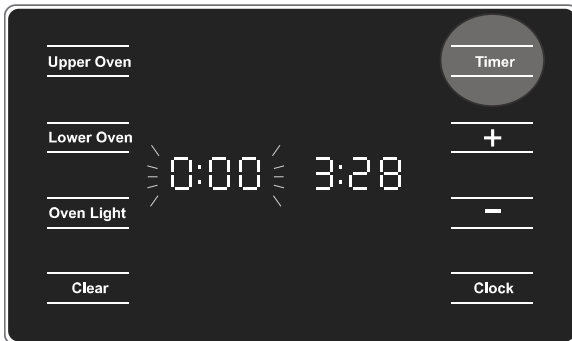 Upper Oven
Timer
Lower Oven
+
0:00 3:28
Oven Light
−
Clear
Clock